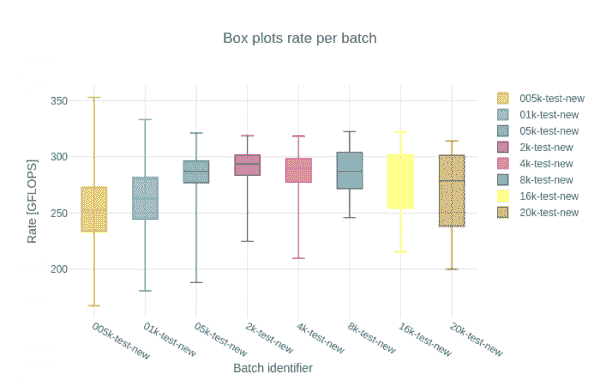 Box plots rate per batch
350
300
250
200
Rate [GFLOPS]
005k-test-new
01k-test-new
05k-test-new
2k-test-new
4k-test-new
8k-test-new
16k-test-new
20k-test-new
Batch identifier
005k-test-new
01k-test-new
05k-test-new
2k-test-new
4k-test-new
8k-test-new
16k-test-new
20k-test-new